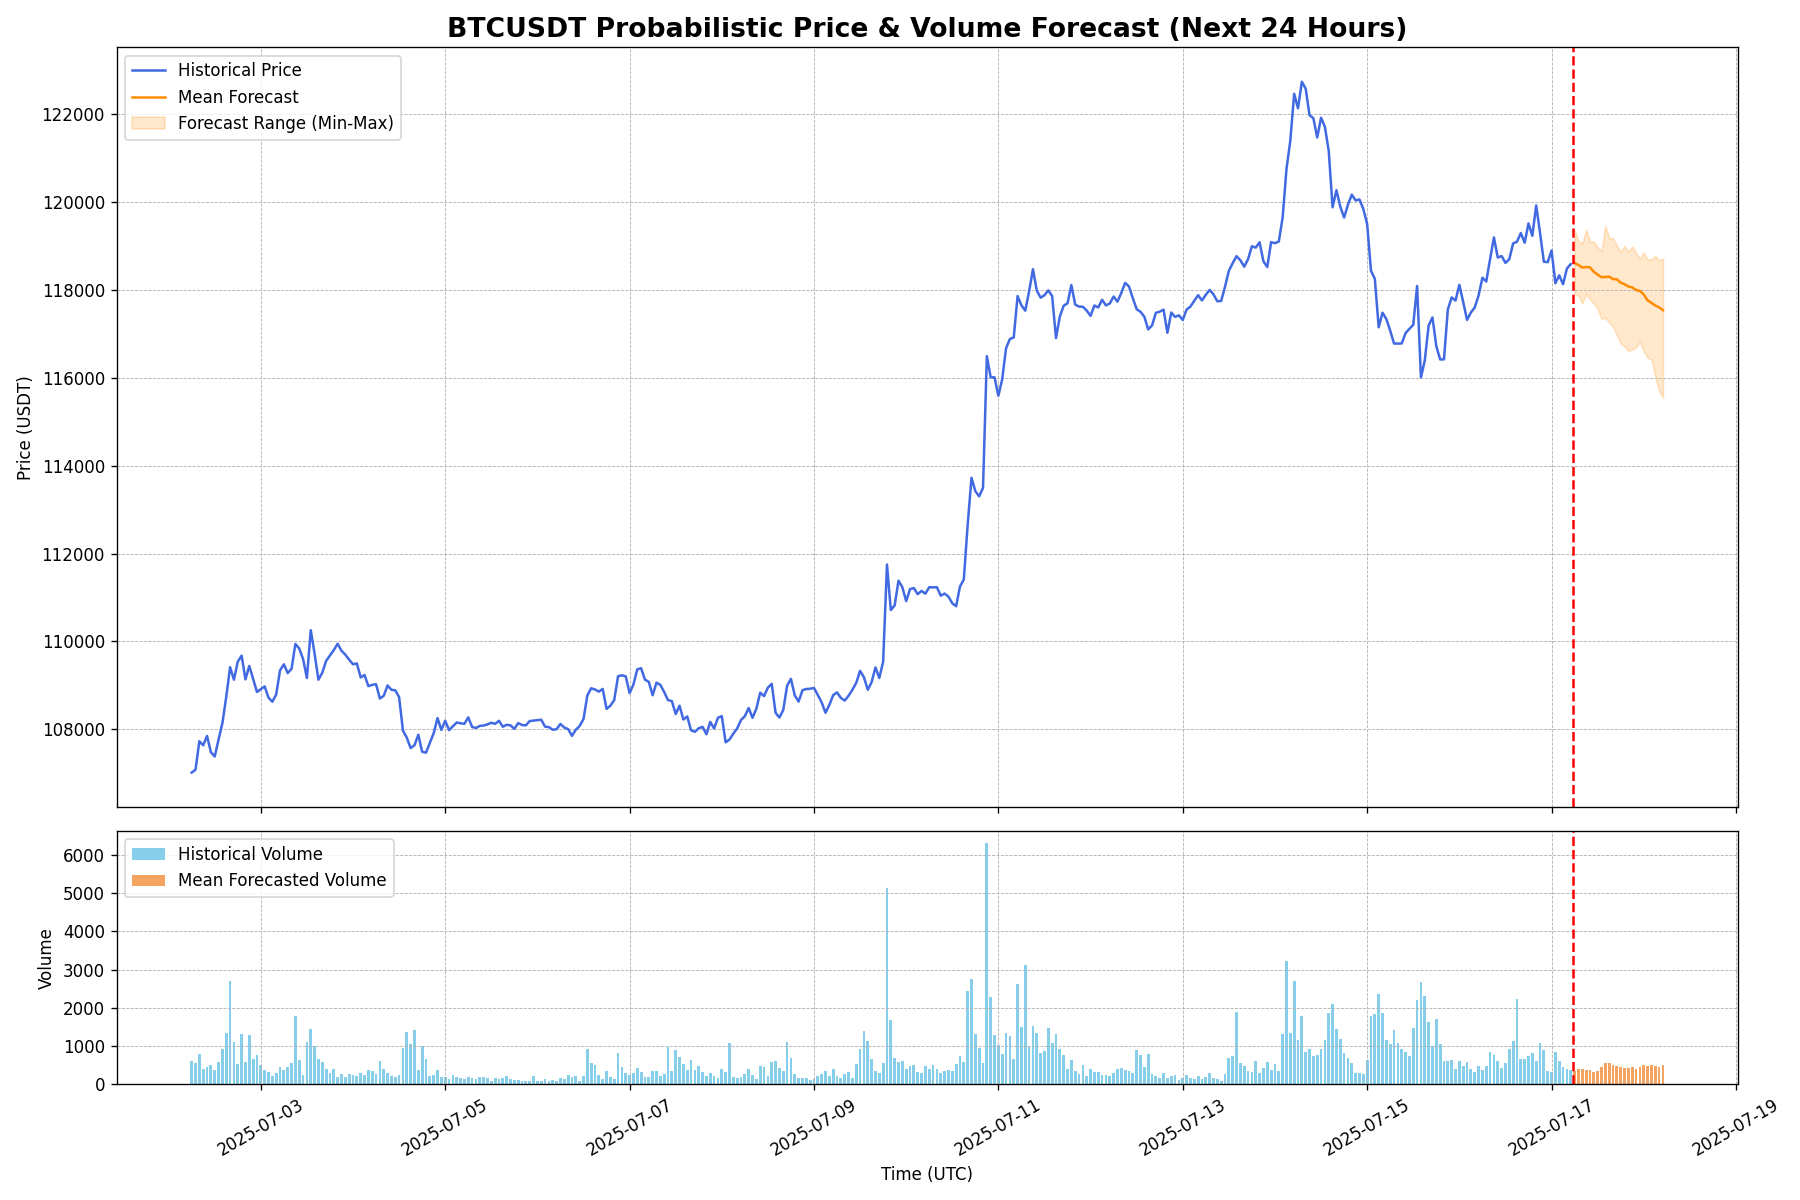 BTCUSDT Probabilistic Price & Volume Forecast (Next 24 Hours)
Historical Price
Mean Forecast
Forecast Range (Min-Max)
Price (USDT)
122000
120000
118000
116000
114000
112000
110000
108000
Historical Volume
Mean Forecasted Volume
Volume
6000
5000
4000
3000
2000
1000
0
2025-07-03
2025-07-05
2025-07-07
2025-07-09
2025-07-11
2025-07-13
2025-07-15
2025-07-17
2025-07-19
Time (UTC)